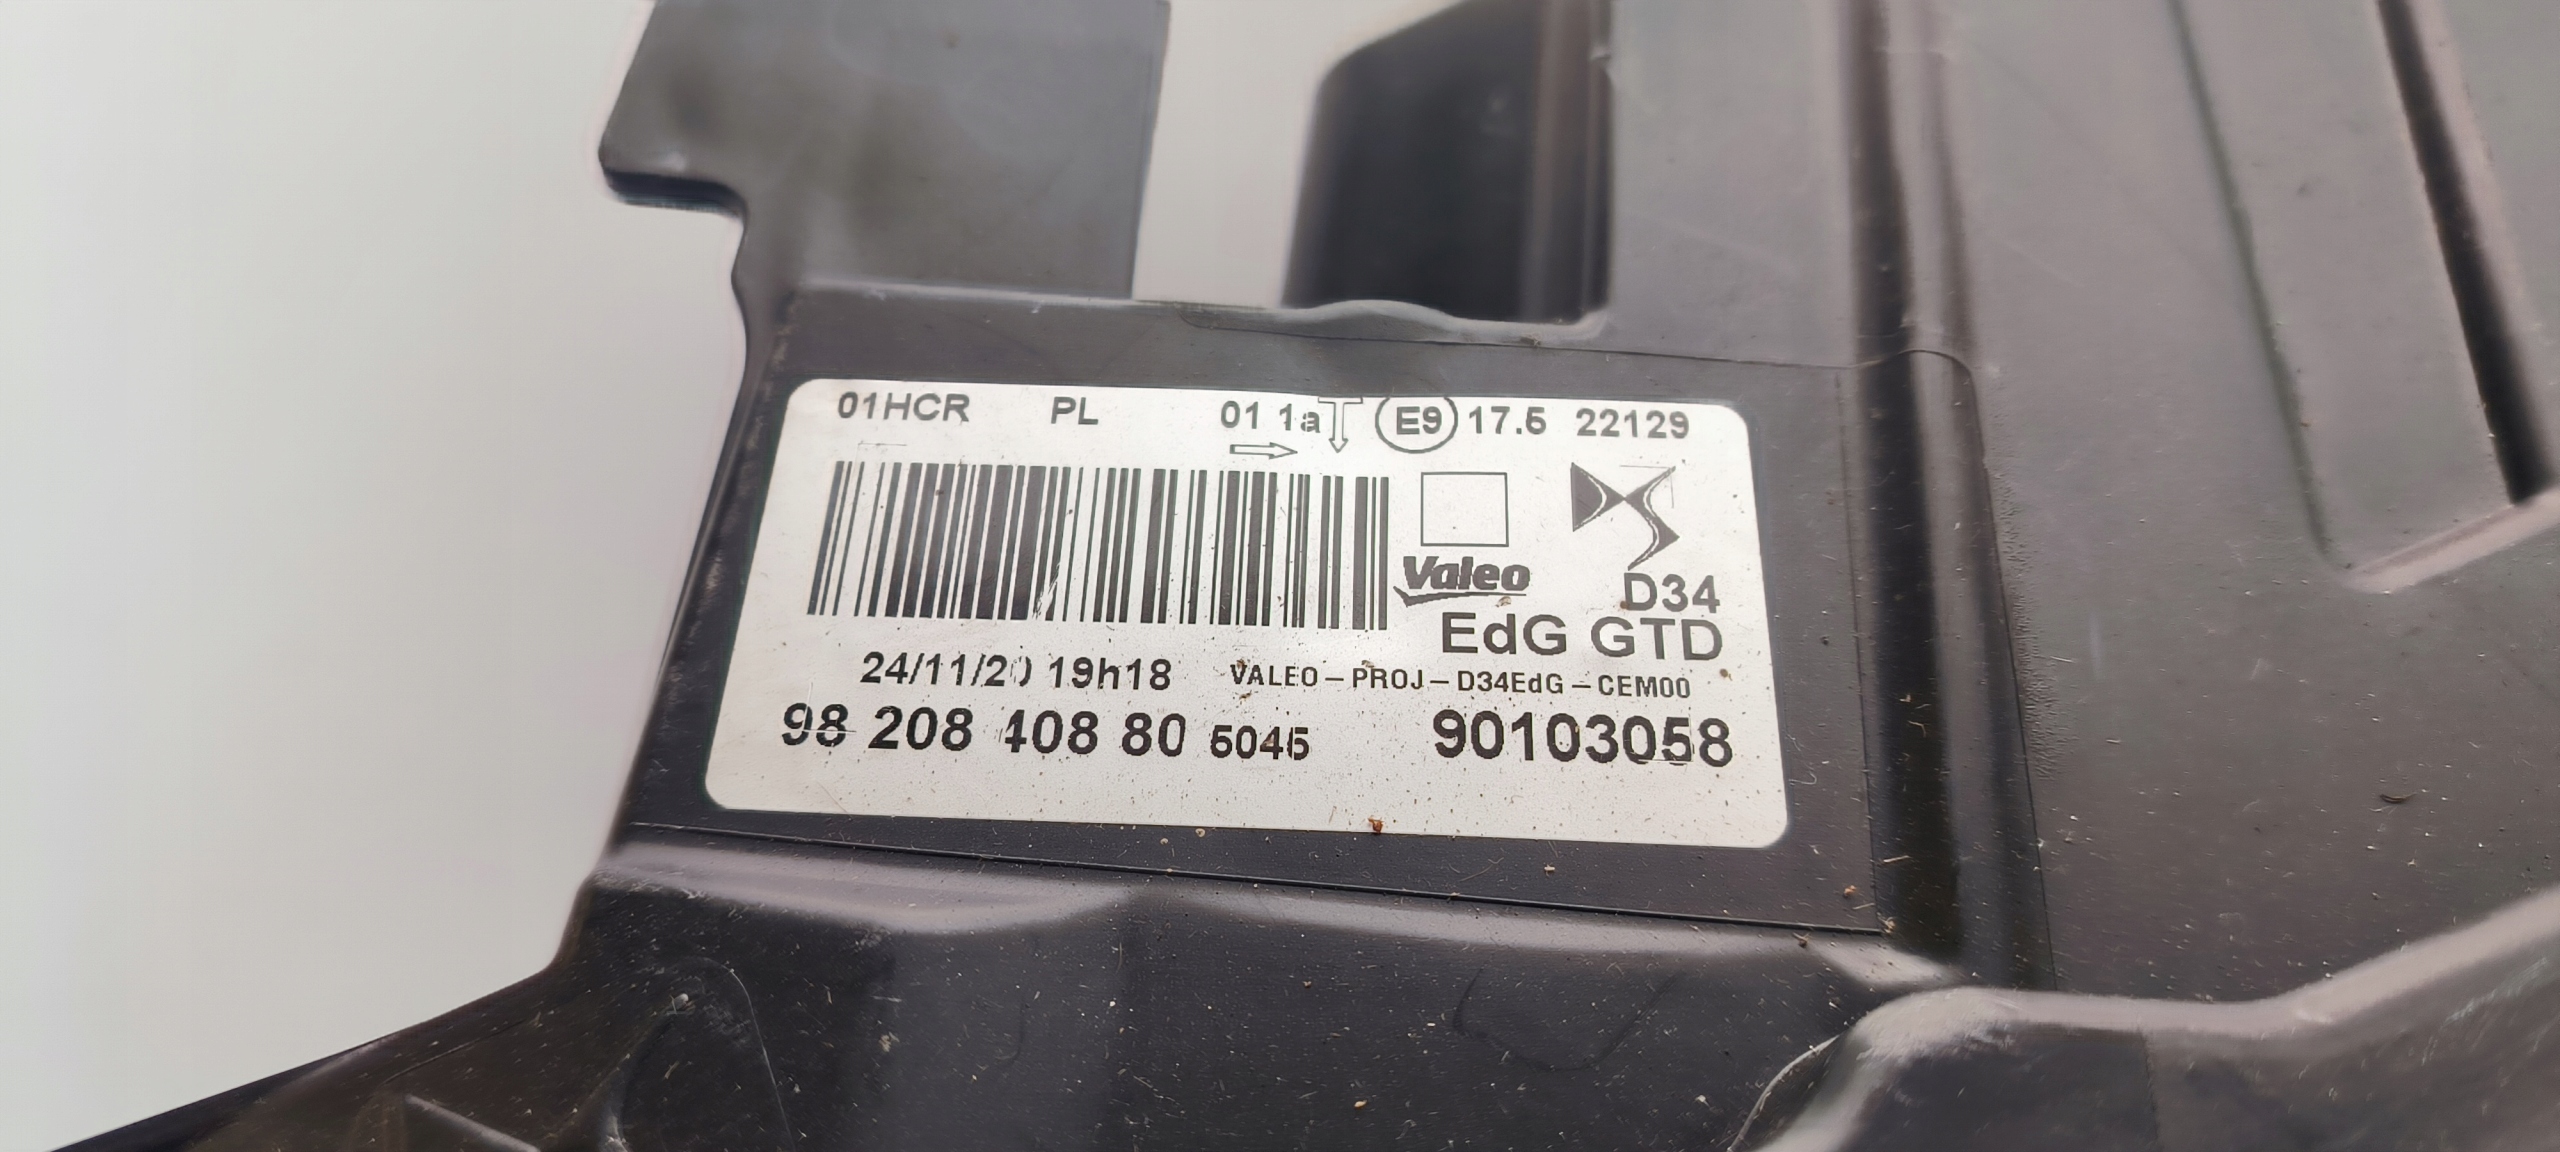 01HCR PL 01 1a E9 17.5 22129
Valeo
D34
EdG GTD
24/11/20 19h18 VALEO-PROJ-D34EdG-CEM00
98 208 408 80 5045 90103058